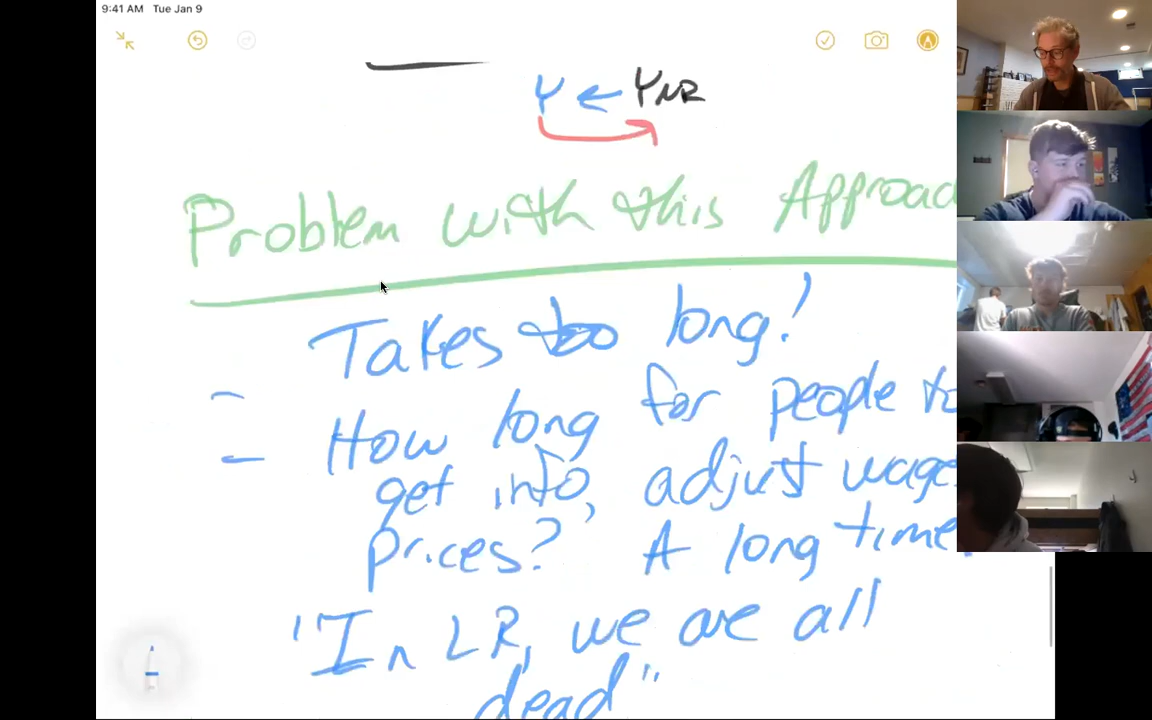 9:41 AM Tue Jan 9
Y ← YNR
Problem with this Approac
Takes too long!
How long for people to
get info, adjust wage
prices? A long time
"In LR, we are all
dead"